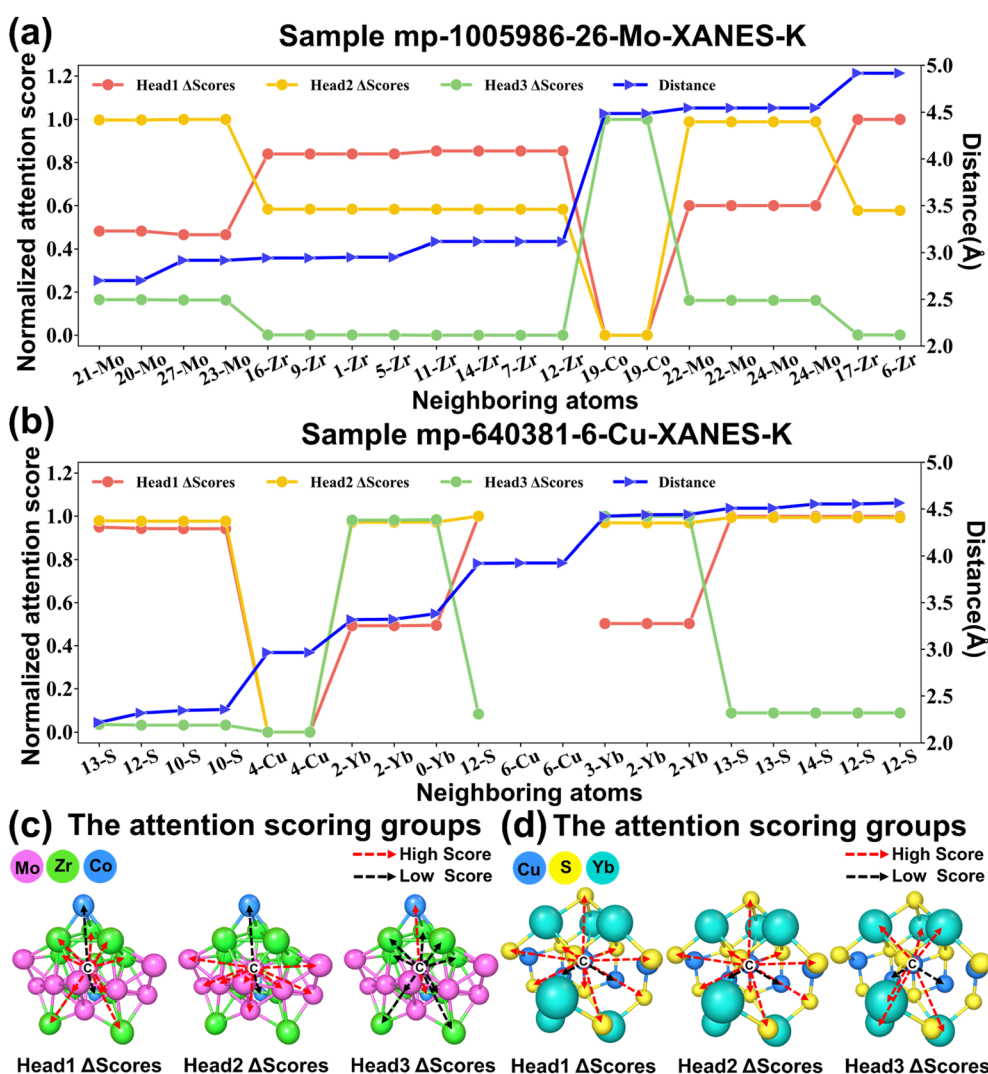 (a)
Sample mp-1005986-26-Mo-XANES-K
Head1 ΔScores Head2 ΔScores Head3 ΔScores Distance
Normalized attention score
1.2
1.0
0.8
0.6
0.4
0.2
0.0
5.0
4.5
4.0
3.5
3.0
2.5
2.0
Distance(Å)
21-Mo 20-Mo 27-Mo 23-Mo 16-Zr 9-Zr 1-Zr 5-Zr 11-Zr 14-Zr 7-Zr 12-Zr 19-Co 19-Co 22-Mo 22-Mo 24-Mo 24-Mo 17-Zr 6-Zr
Neighboring atoms
(b)
Sample mp-640381-6-Cu-XANES-K
Head1 ΔScores Head2 ΔScores Head3 ΔScores Distance
Normalized attention score
1.2
1.0
0.8
0.6
0.4
0.2
0.0
5.0
4.5
4.0
3.5
3.0
2.5
2.0
Distance(Å)
13-S 12-S 10-S 10-S 4-Cu 4-Cu 2-Yb 2-Yb 0-Yb 12-S 6-Cu 6-Cu 3-Yb 2-Yb 2-Yb 13-S 13-S 14-S 12-S 12-S
Neighboring atoms
(c) The attention scoring groups
Mo Zr Co
High Score
Low Score
C C C
Head1 ΔScores Head2 ΔScores Head3 ΔScores
(d) The attention scoring groups
Cu S Yb
High Score
Low Score
C C C
Head1 ΔScores Head2 ΔScores Head3 ΔScores